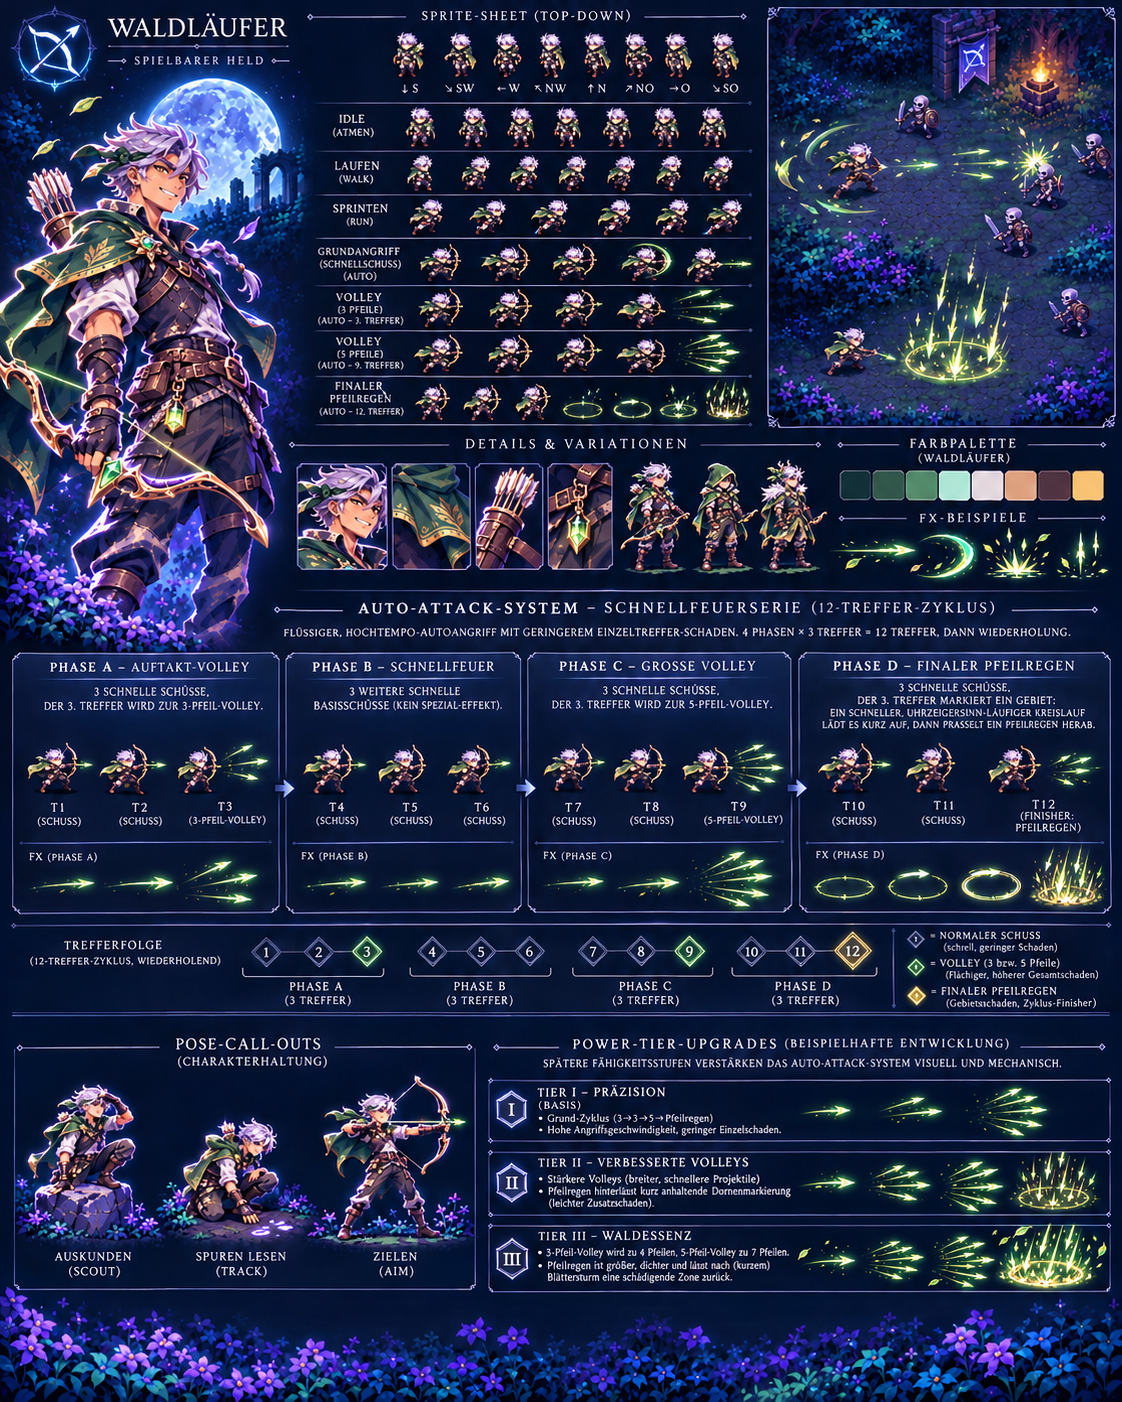 WALDLÄUFER
SPIELBARER HELD
SPRITE-SHEET (TOP-DOWN)
↓ S
↘ SW
← W
↖ NW
↑ N
↗ NO
→ O
↘ SO
IDLE
(ATMEN)
LAUFEN
(WALK)
SPRINTEN
(RUN)
GRUNDANGRIFF
(SCHNELLSCHUSS)
(AUTO)
VOLLEY
(3 PFEILE)
(AUTO – 3. TREFFER)
VOLLEY
(5 PFEILE)
(AUTO – 9. TREFFER)
FINALER
PFEILREGEN
(AUTO – 12. TREFFER)
DETAILS & VARIATIONEN
FARBPALETTE
(WALDLÄUFER)
FX-BEISPIELE
AUTO-ATTACK-SYSTEM – SCHNELLFEUERSERIE (12-TREFFER-ZYKLUS)
FLÜSSIGER, HOCHTEMPO-AUTOANGRIFF MIT GERINGEREM EINZELTREFFER-SCHADEN. 4 PHASEN × 3 TREFFER = 12 TREFFER, DANN WIEDERHOLUNG.
PHASE A – AUFTAKT-VOLLEY
3 SCHNELLE SCHÜSSE,
DER 3. TREFFER WIRD ZUR 3-PFEIL-VOLLEY.
T1
(SCHUSS)
T2
(SCHUSS)
T3
(3-PFEIL-VOLLEY)
FX (PHASE A)
PHASE B – SCHNELLFEUER
3 WEITERE SCHNELLE
BASISSCHÜSSE (KEIN SPEZIAL-EFFEKT).
T4
(SCHUSS)
T5
(SCHUSS)
T6
(SCHUSS)
FX (PHASE B)
PHASE C – GROSSE VOLLEY
3 SCHNELLE SCHÜSSE,
DER 3. TREFFER WIRD ZUR 5-PFEIL-VOLLEY.
T7
(SCHUSS)
T8
(SCHUSS)
T9
(5-PFEIL-VOLLEY)
FX (PHASE C)
PHASE D – FINALER PFEILREGEN
3 SCHNELLE SCHÜSSE,
DER 3. TREFFER MARKIERT EIN GEBIET:
EIN SCHNELLER, UHRZEIGERSINN-LÄUFIGER KREISLAUF
LÄDT ES KURZ AUF, DANN PRASSELT EIN PFEILREGEN HERAB.
T10
(SCHUSS)
T11
(SCHUSS)
T12
(FINISHER:
PFEILREGEN)
FX (PHASE D)
TREFFERFOLGE
(12-TREFFER-ZYKLUS, WIEDERHOLEND)
1 2 3
PHASE A
(3 TREFFER)
4 5 6
PHASE B
(3 TREFFER)
7 8 9
PHASE C
(3 TREFFER)
10 11 12
PHASE D
(3 TREFFER)
= NORMALER SCHUSS
(schnell, geringer Schaden)
= VOLLEY (3 bzw. 5 Pfeile)
(Flächiger, höherer Gesamtschaden)
= FINALER PFEILREGEN
(Gebietsschaden, Zyklus-Finisher)
POSE-CALL-OUTS
(CHARAKTERHALTUNG)
AUSKUNDEN
(SCOUT)
SPUREN LESEN
(TRACK)
ZIELEN
(AIM)
POWER-TIER-UPGRADES (BEISPIELHAFTE ENTWICKLUNG)
SPÄTERE FÄHIGKEITSSTUFEN VERSTÄRKEN DAS AUTO-ATTACK-SYSTEM VISUELL UND MECHANISCH.
I
TIER I – PRÄZISION
(BASIS)
• Grund-Zyklus (3→3→5→Pfeilregen)
• Hohe Angriffsgeschwindigkeit, geringer Einzelschaden.
II
TIER II – VERBESSERTE VOLLEYS
• Stärkere Volleys (breiter, schnellere Projektile)
• Pfeilregen hinterlässt kurz anhaltende Dornenmarkierung
(leichter Zusatzschaden).
III
TIER III – WALDESSENZ
• 3-Pfeil-Volley wird zu 4 Pfeilen, 5-Pfeil-Volley zu 7 Pfeilen.
• Pfeilregen ist größer, dichter und lässt nach (kurzem)
Blättersturm eine schädigende Zone zurück.